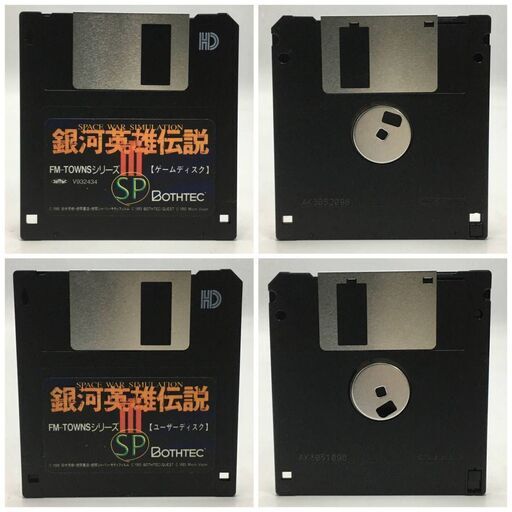 HD
SPACE WAR SIMULATION
銀河英雄伝説
III
FM-TOWNSシリーズ 【ゲームディスク】
V932434
SP BOTHTEC
AK3052098
HD
SPACE WAR SIMULATION
銀河英雄伝説
III
FM-TOWNSシリーズ 【ユーザーディスク】
SP BOTHTEC
AK3051098